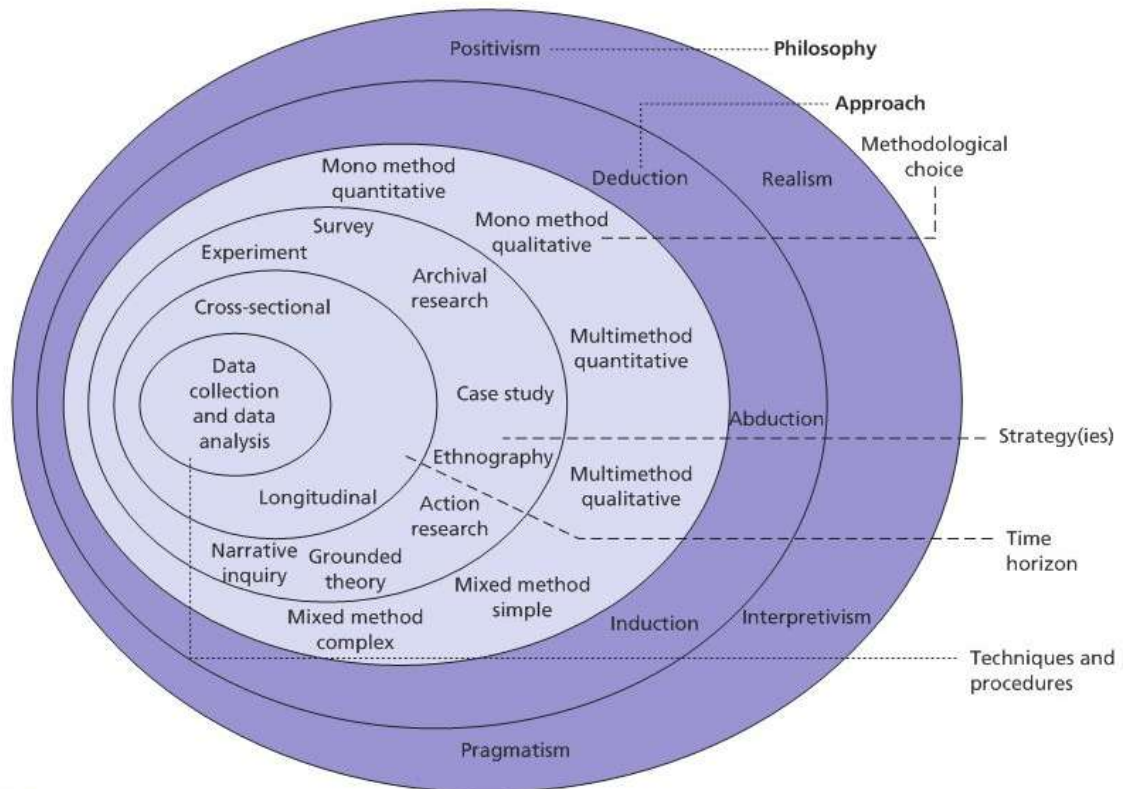 Positivism
Philosophy
Approach
Methodological
choice
Mono method
quantitative
Deduction
Realism
Mono method
qualitative
Survey
Experiment
Archival
research
Cross-sectional
Multimethod
quantitative
Data
collection
and data
analysis
Case study
Abduction
Strategy(ies)
Ethnography
Multimethod
qualitative
Longitudinal
Action
research
Time
horizon
Narrative
inquiry
Grounded
theory
Mixed method
simple
Mixed method
complex
Induction
Interpretivism
Techniques and
procedures
Pragmatism